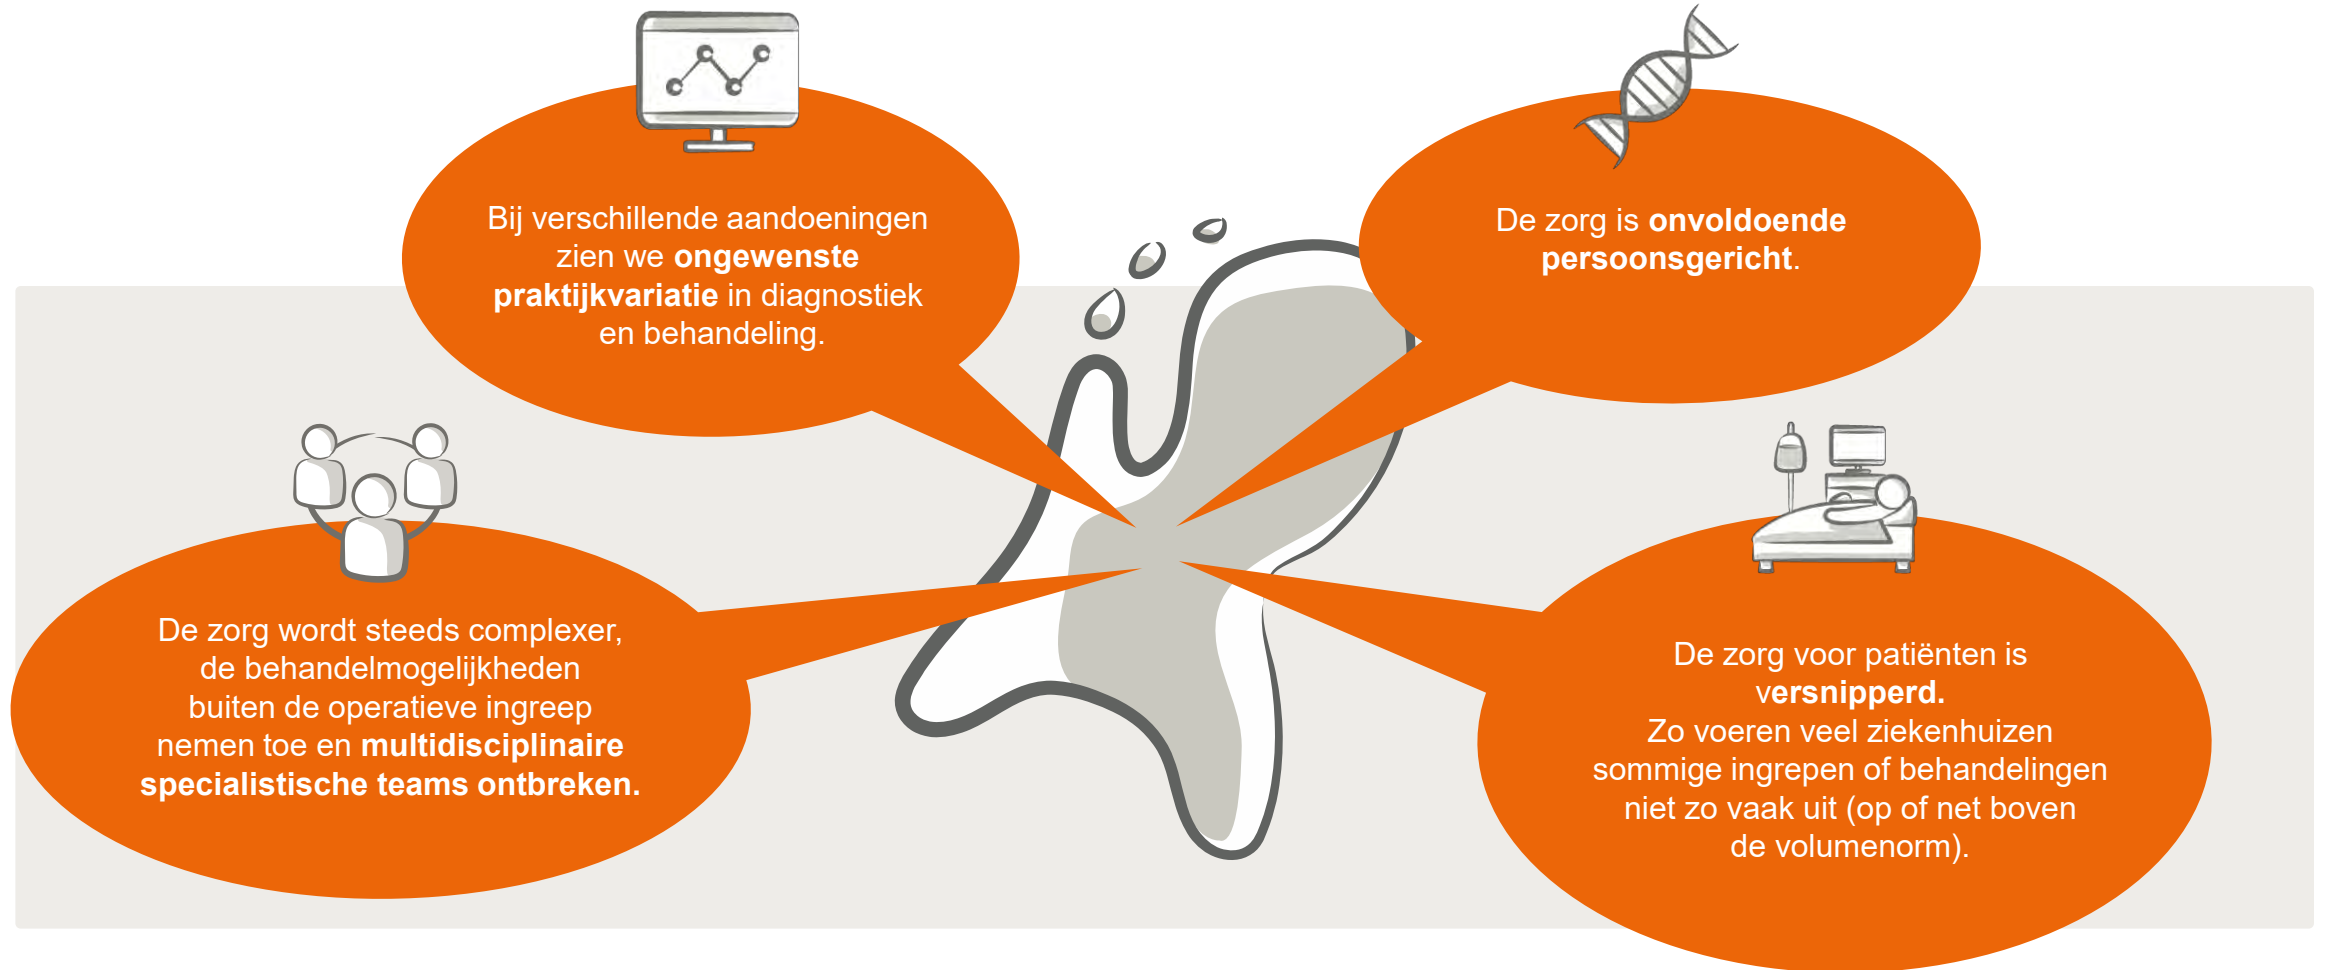 Bij verschillende aandoeningen
zien we ongewenste
praktijkvariatie in diagnostiek
en behandeling.
De zorg is onvoldoende
persoonsgericht.
De zorg wordt steeds complexer,
de behandelmogelijkheden
buiten de operatieve ingreep
nemen toe en multidisciplinaire
specialistische teams ontbreken.
De zorg voor patiënten is
versnipperd.
Zo voeren veel ziekenhuizen
sommige ingrepen of behandelingen
niet zo vaak uit (op of net boven
de volumenorm).